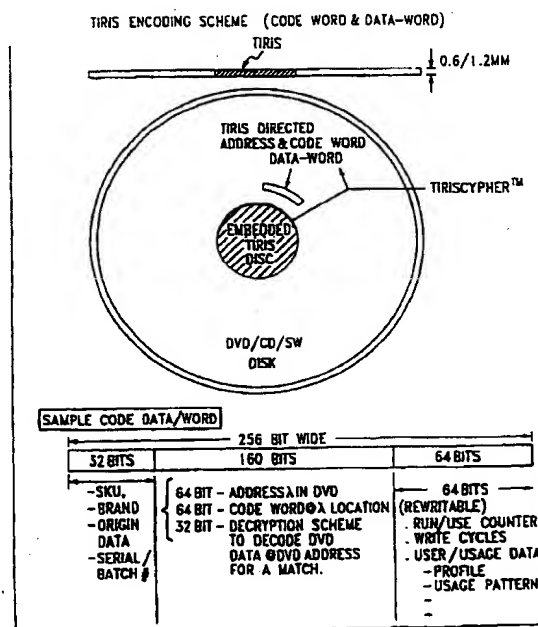 TIRIS ENCODING SCHEME (CODE WORD & DATA-WORD)
TIRIS
0.6/1.2MM
TIRIS DIRECTED
ADDRESS & CODE WORD
DATA-WORD
TIRISCYPHER™
EMBEDDED
TIRIS
DISC
DVD/CD/SW
DISK
SAMPLE CODE DATA/WORD
256 BIT WIDE
32 BITS 160 BITS 64 BITS
-SKU,
-BRAND
-ORIGIN
DATA
-SERIAL/
BATCH #
64 BIT - ADDRESS λ IN DVD
64 BIT - CODE WORD @ λ LOCATION
32 BIT - DECRYPTION SCHEME
TO DECODE DVD
DATA @ DVD ADDRESS
FOR A MATCH.
64 BITS
(REWRITABLE)
. RUN/USE COUNTER
. WRITE CYCLES
. USER/USAGE DATA
-PROFILE
-USAGE PATTERN
-
-